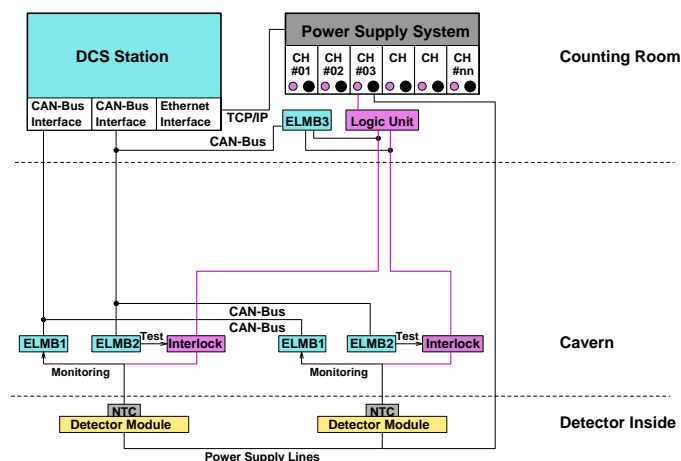 Power Supply System
DCS Station
CH CH CH CH CH CH
#01 #02 #03 #nn
Counting Room
CAN-Bus CAN-Bus Ethernet
Interface Interface Interface
TCP/IP
ELMB3
Logic Unit
CAN-Bus
CAN-Bus
CAN-Bus
ELMB1
ELMB2
Test
Interlock
ELMB1
ELMB2
Test
Interlock
Cavern
Monitoring
Monitoring
NTC
Detector Module
NTC
Detector Module
Detector Inside
Power Supply Lines